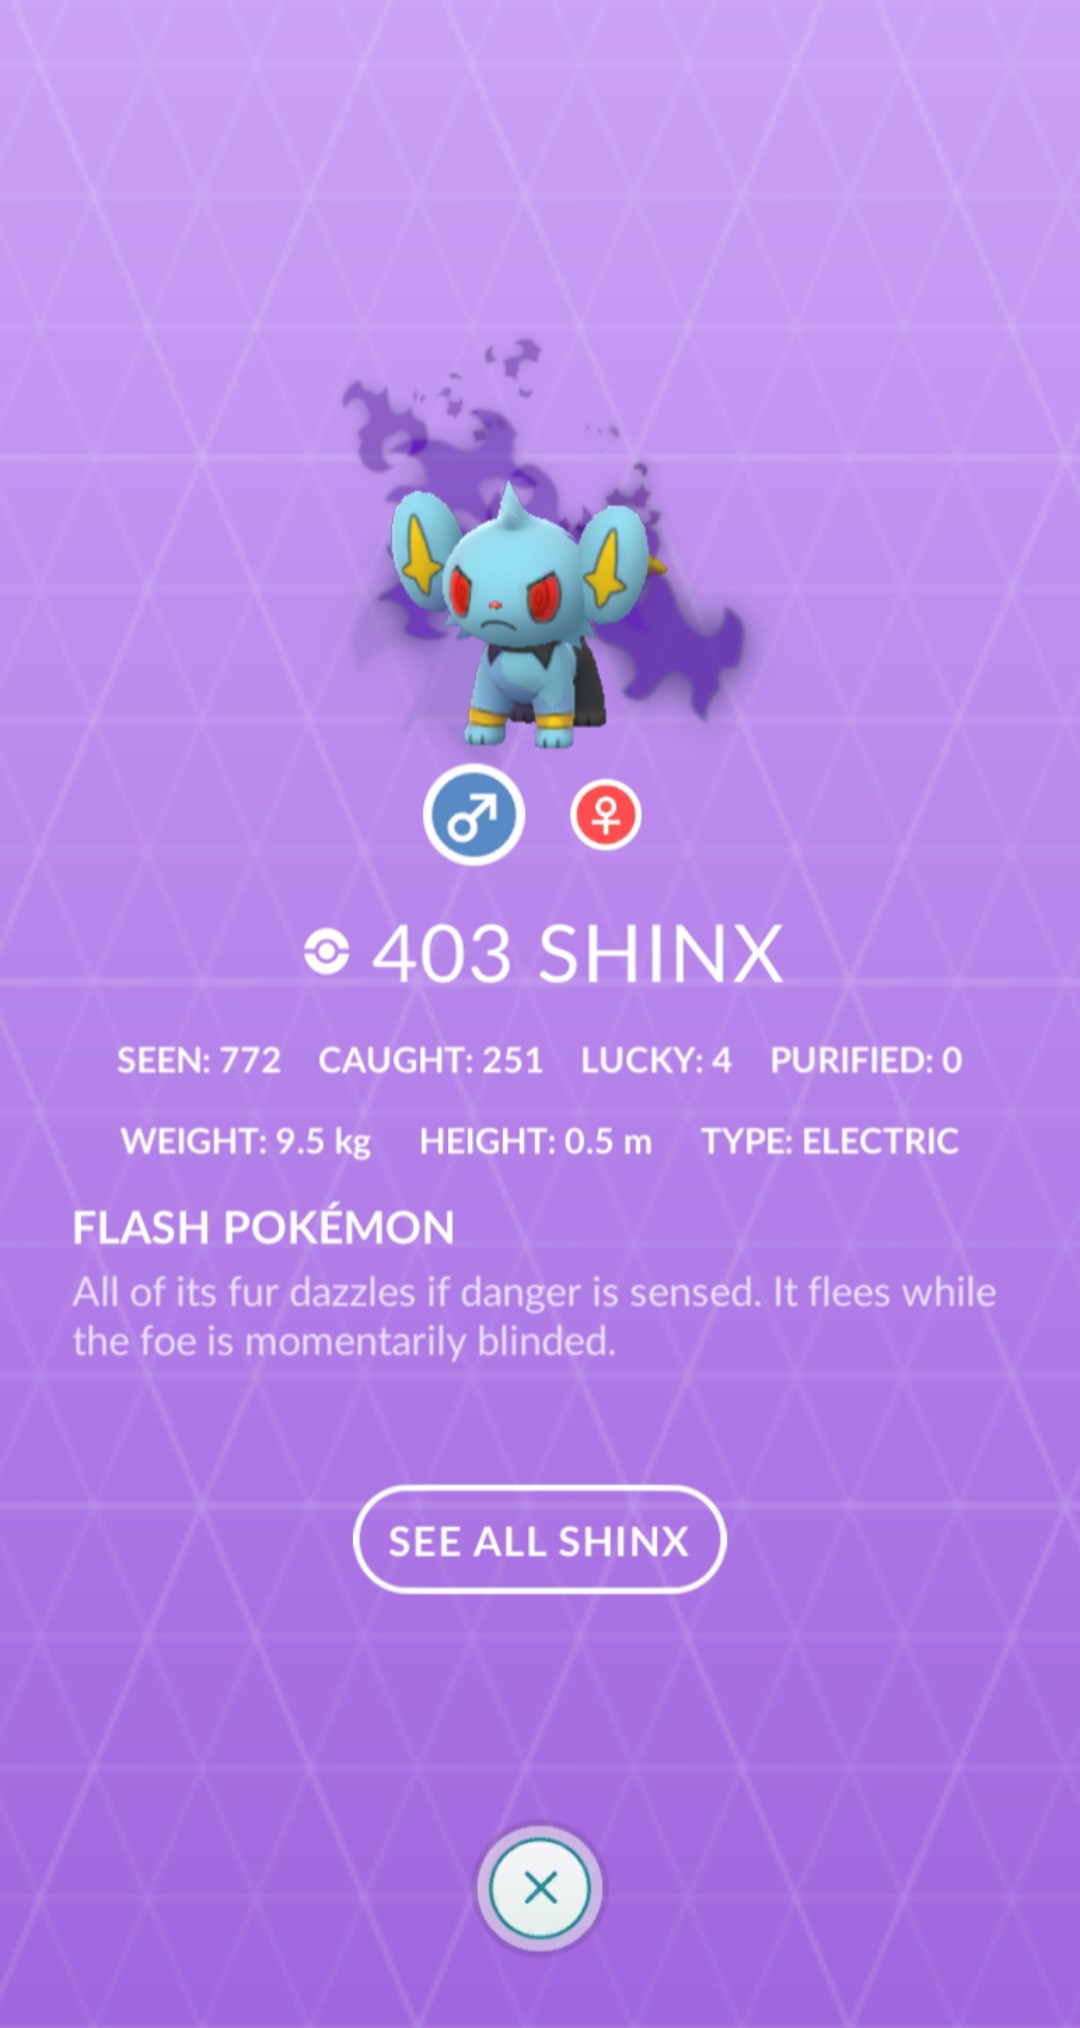 403 SHINX
SEEN: 772 CAUGHT: 251 LUCKY: 4 PURIFIED: 0
WEIGHT: 9.5 kg HEIGHT: 0.5 m TYPE: ELECTRIC
FLASH POKÉMON
All of its fur dazzles if danger is sensed. It flees while
the foe is momentarily blinded.
SEE ALL SHINX